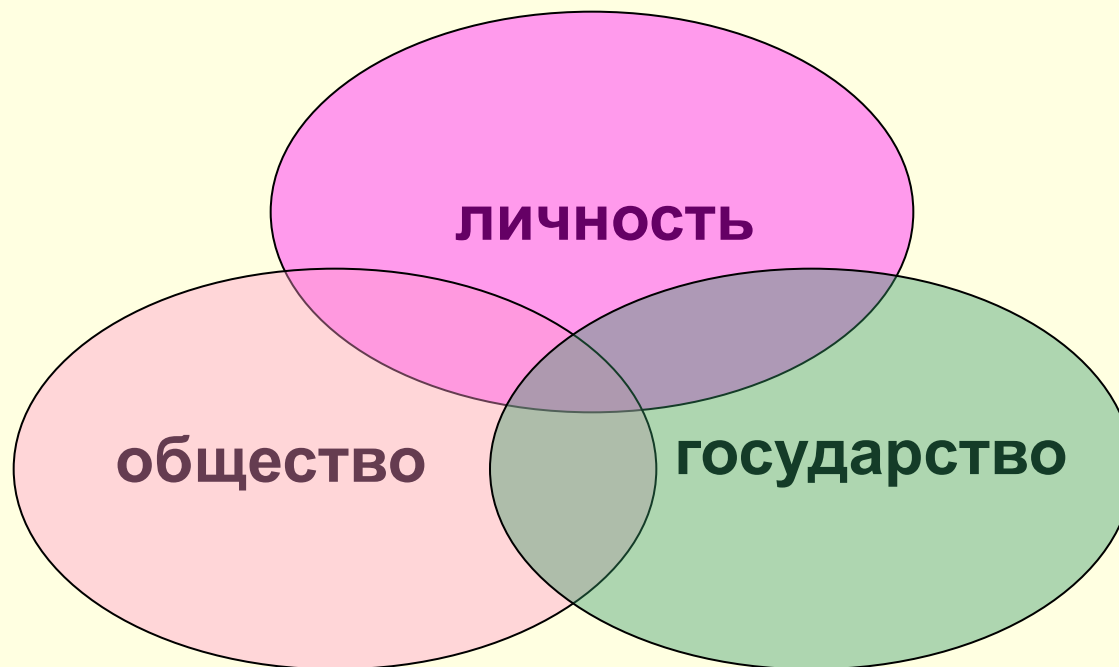 личность
общество
государство